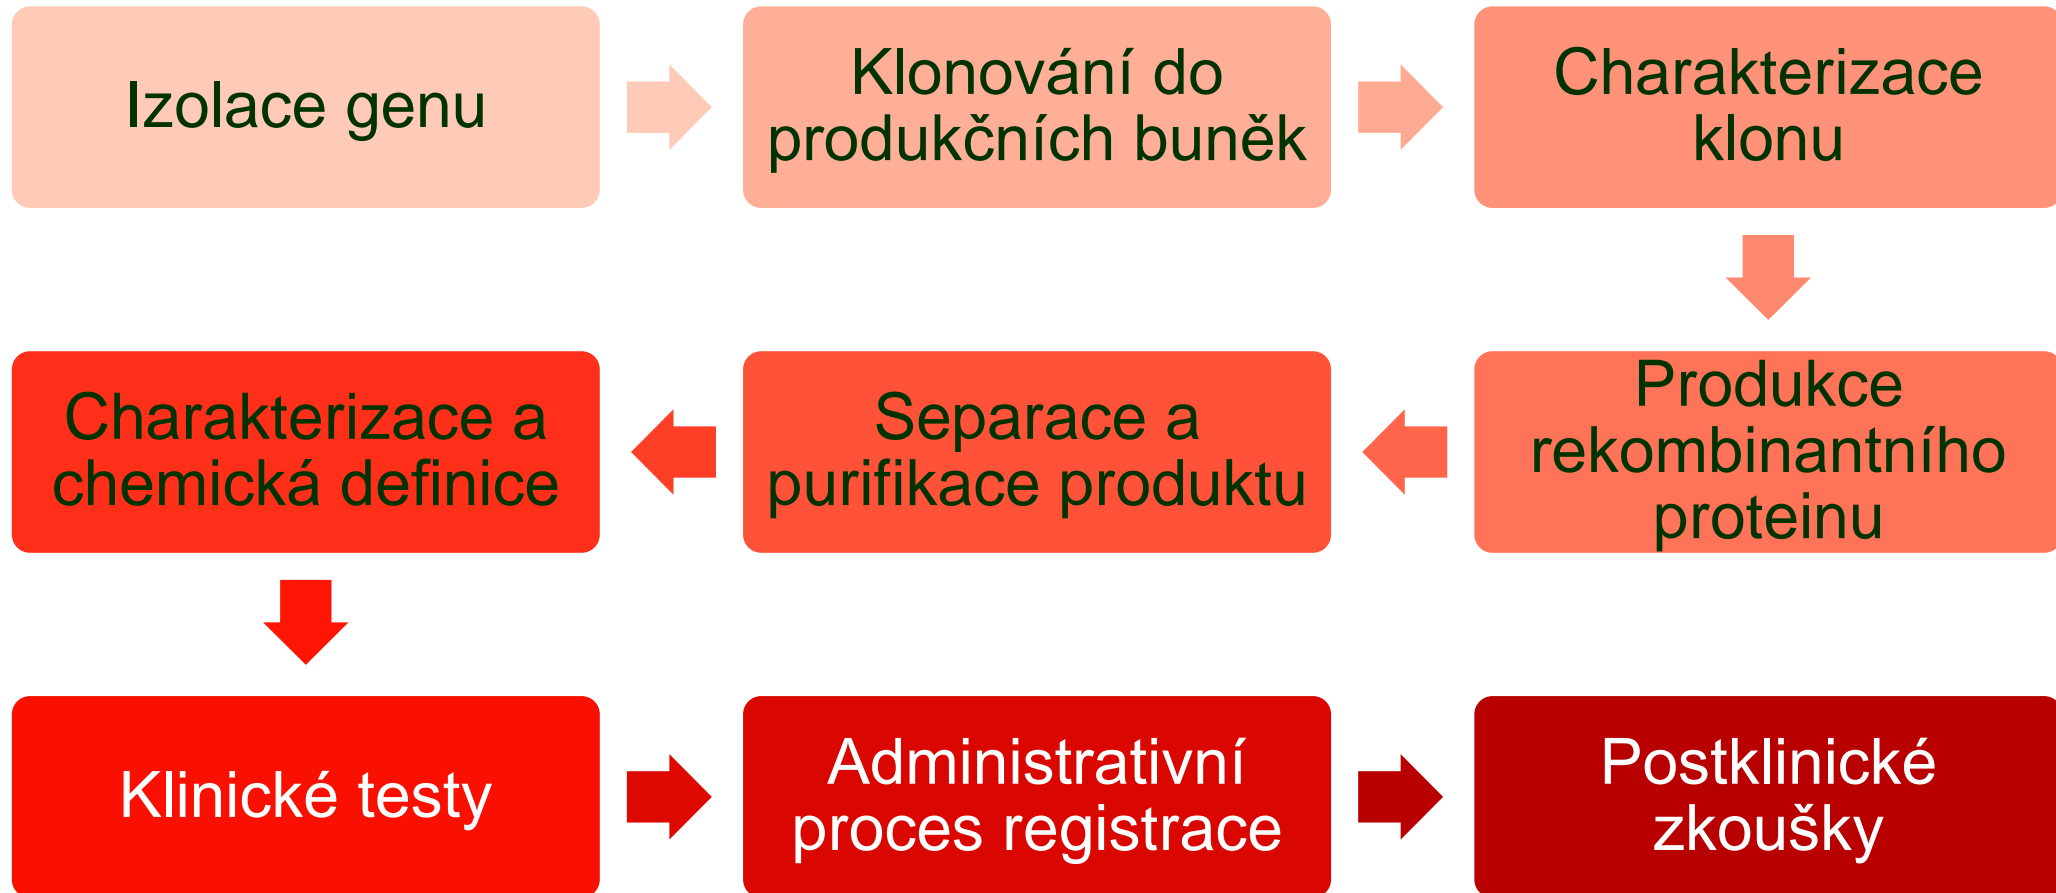 Izolace genu
Klonování do
produkčních buněk
Charakterizace
klonu
Produkce
rekombinantního
proteinu
Separace a
purifikace produktu
Charakterizace a
chemická definice
Klinické testy
Administrativní
proces registrace
Postklinické
zkoušky